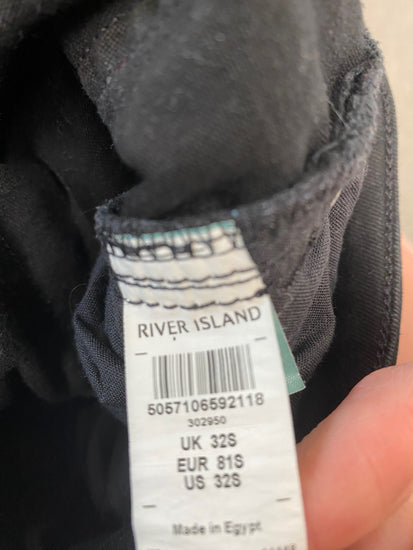 RIVER ISLAND
5057106592118
302950
UK 32S
EUR 81S
US 32S
Made in Egypt